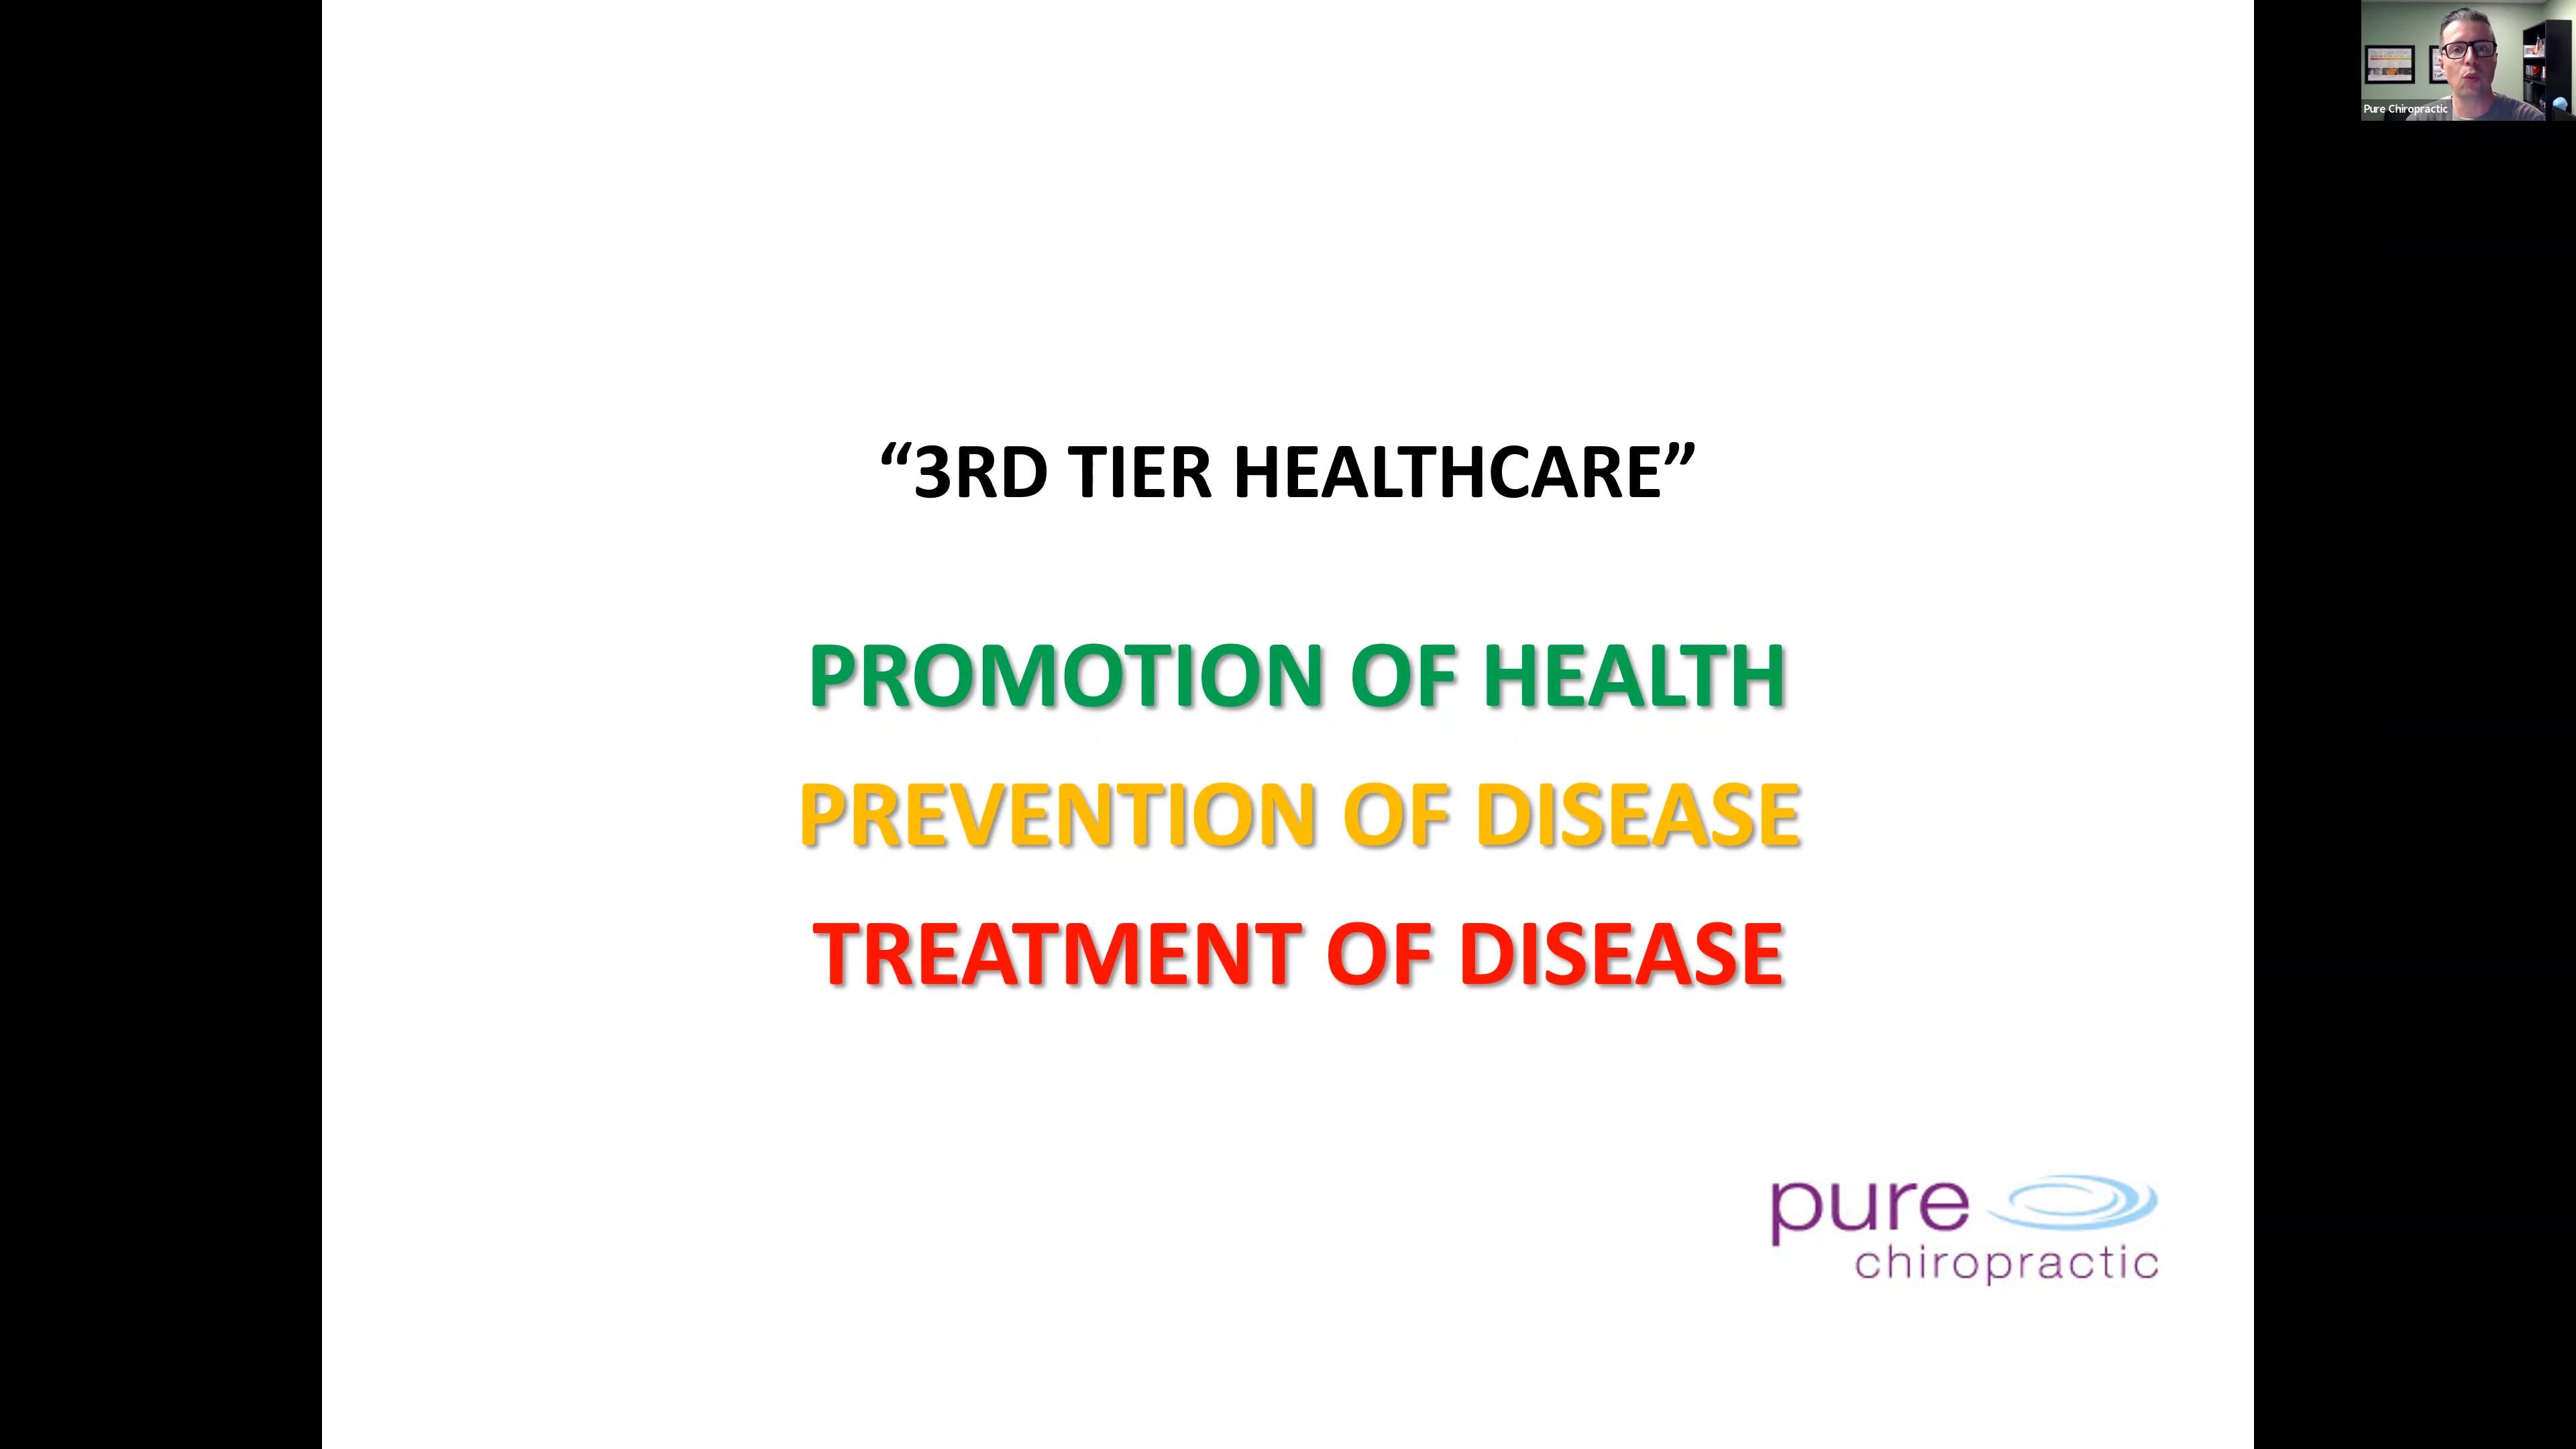 Pure Chiropractic
“3RD TIER HEALTHCARE”
PROMOTION OF HEALTH
PREVENTION OF DISEASE
TREATMENT OF DISEASE
pure
chiropractic